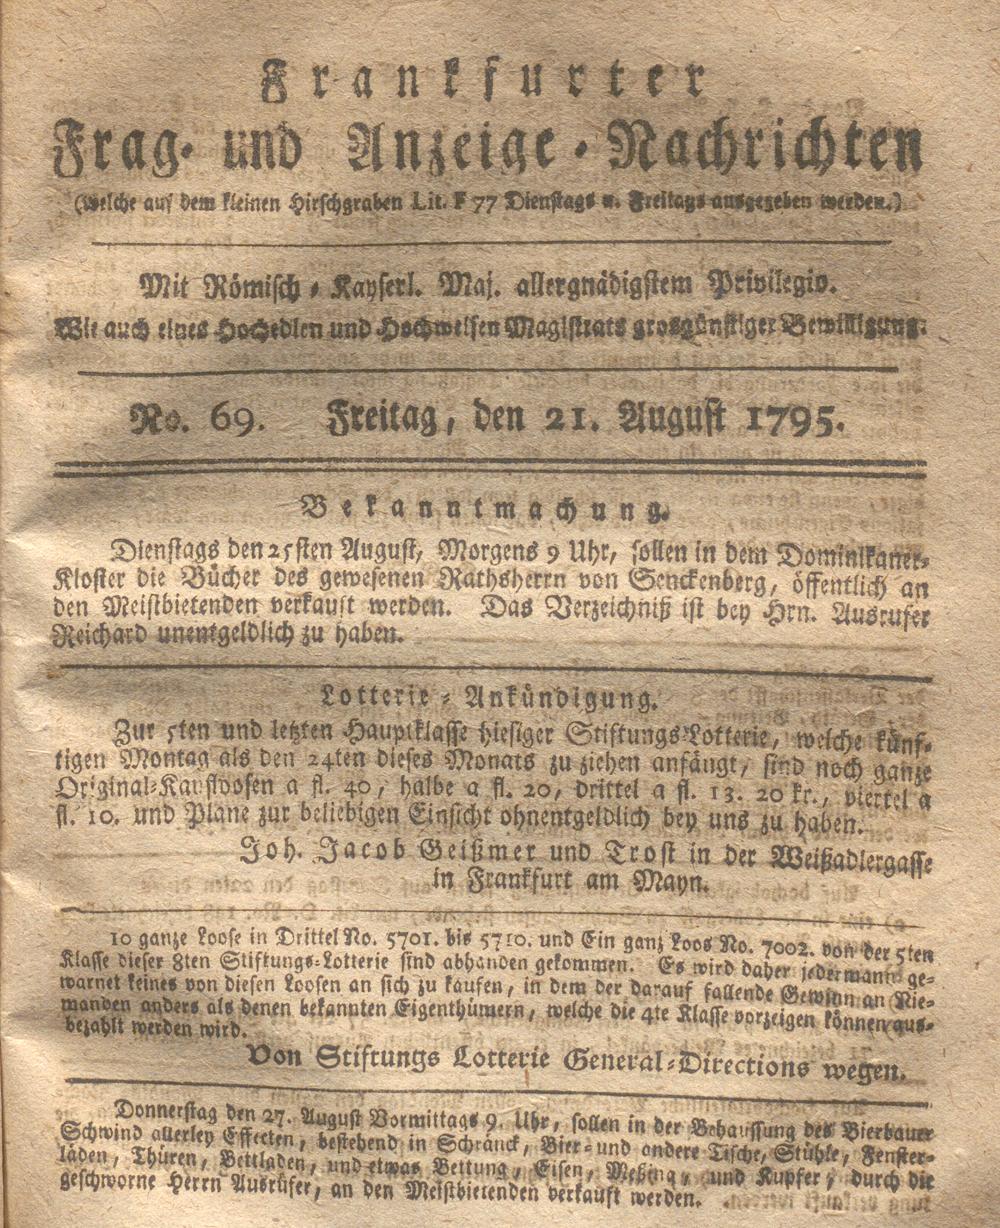 Frankfurter
Frag- und Anzeige-Nachrichten
(welche auf dem kleinen Hirschgraben Lit. F 77 Dienstags u. Freitags ausgegeben werden.)
Mit Römisch-Kayserl. Maj. allergnädigstem Privilegio.
Wie auch eines Hochedlen und Hochweisen Magistrats grosgünstiger Bewilligung.
No. 69. Freitag, den 21. August 1795.
Bekanntmachung.
Dienstags den 25sten August, Morgens 9 Uhr, sollen in dem Dominikaner-
Kloster die Bücher des gewesenen Rathsherrn von Senckenberg, öffentlich an
den Meistbietenden verkauft werden. Das Verzeichniß ist bey Hrn. Ausrufer
Reichard unentgeldlich zu haben.
Lotterie-Ankündigung.
Zur 5ten und letzten Hauptklasse hiesiger Stiftungs-Lotterie, welche künf-
tigen Montag als den 24ten dieses Monats zu ziehen anfängt, sind noch ganze
Original-Kaufloosen a fl. 40, halbe a fl. 20, drittel a fl. 13. 20 kr., viertel a
fl. 10. und Plane zur beliebigen Einsicht ohnentgeldlich bey uns zu haben.
Joh. Jacob Geißmer und Trost in der Weißadlergasse
in Frankfurt am Mayn.
10 ganze Loose in Drittel No. 5701. bis 5710. und Ein ganz Loos No. 7002. von der 5ten
Klasse dieser 8ten Stiftungs-Lotterie sind abhanden gekommen. Es wird daher jedermann ge-
warnet keines von diesen Loosen an sich zu kaufen, in dem der darauf fallende Gewinn an Nie-
manden anders als denen bekannten Eigenthümern, welche die 4te Klasse vorzeigen können aus-
bezahlt werden wird.
Von Stiftungs Lotterie General-Directions wegen.
Donnerstag den 27. August Vormittags 9. Uhr, sollen in der Behaussung des Bierbauer
Schwind allerley Effecten, bestehend in Schränck, Bier- und andere Tische, Stühle, Fenster-
läden, Thüren, Bettladen, und etwas Bettung, Eisen, Meßing, und Kupfer, durch die
geschworne Herrn Ausrüfer, an den Meistbietenden verkauft werden.